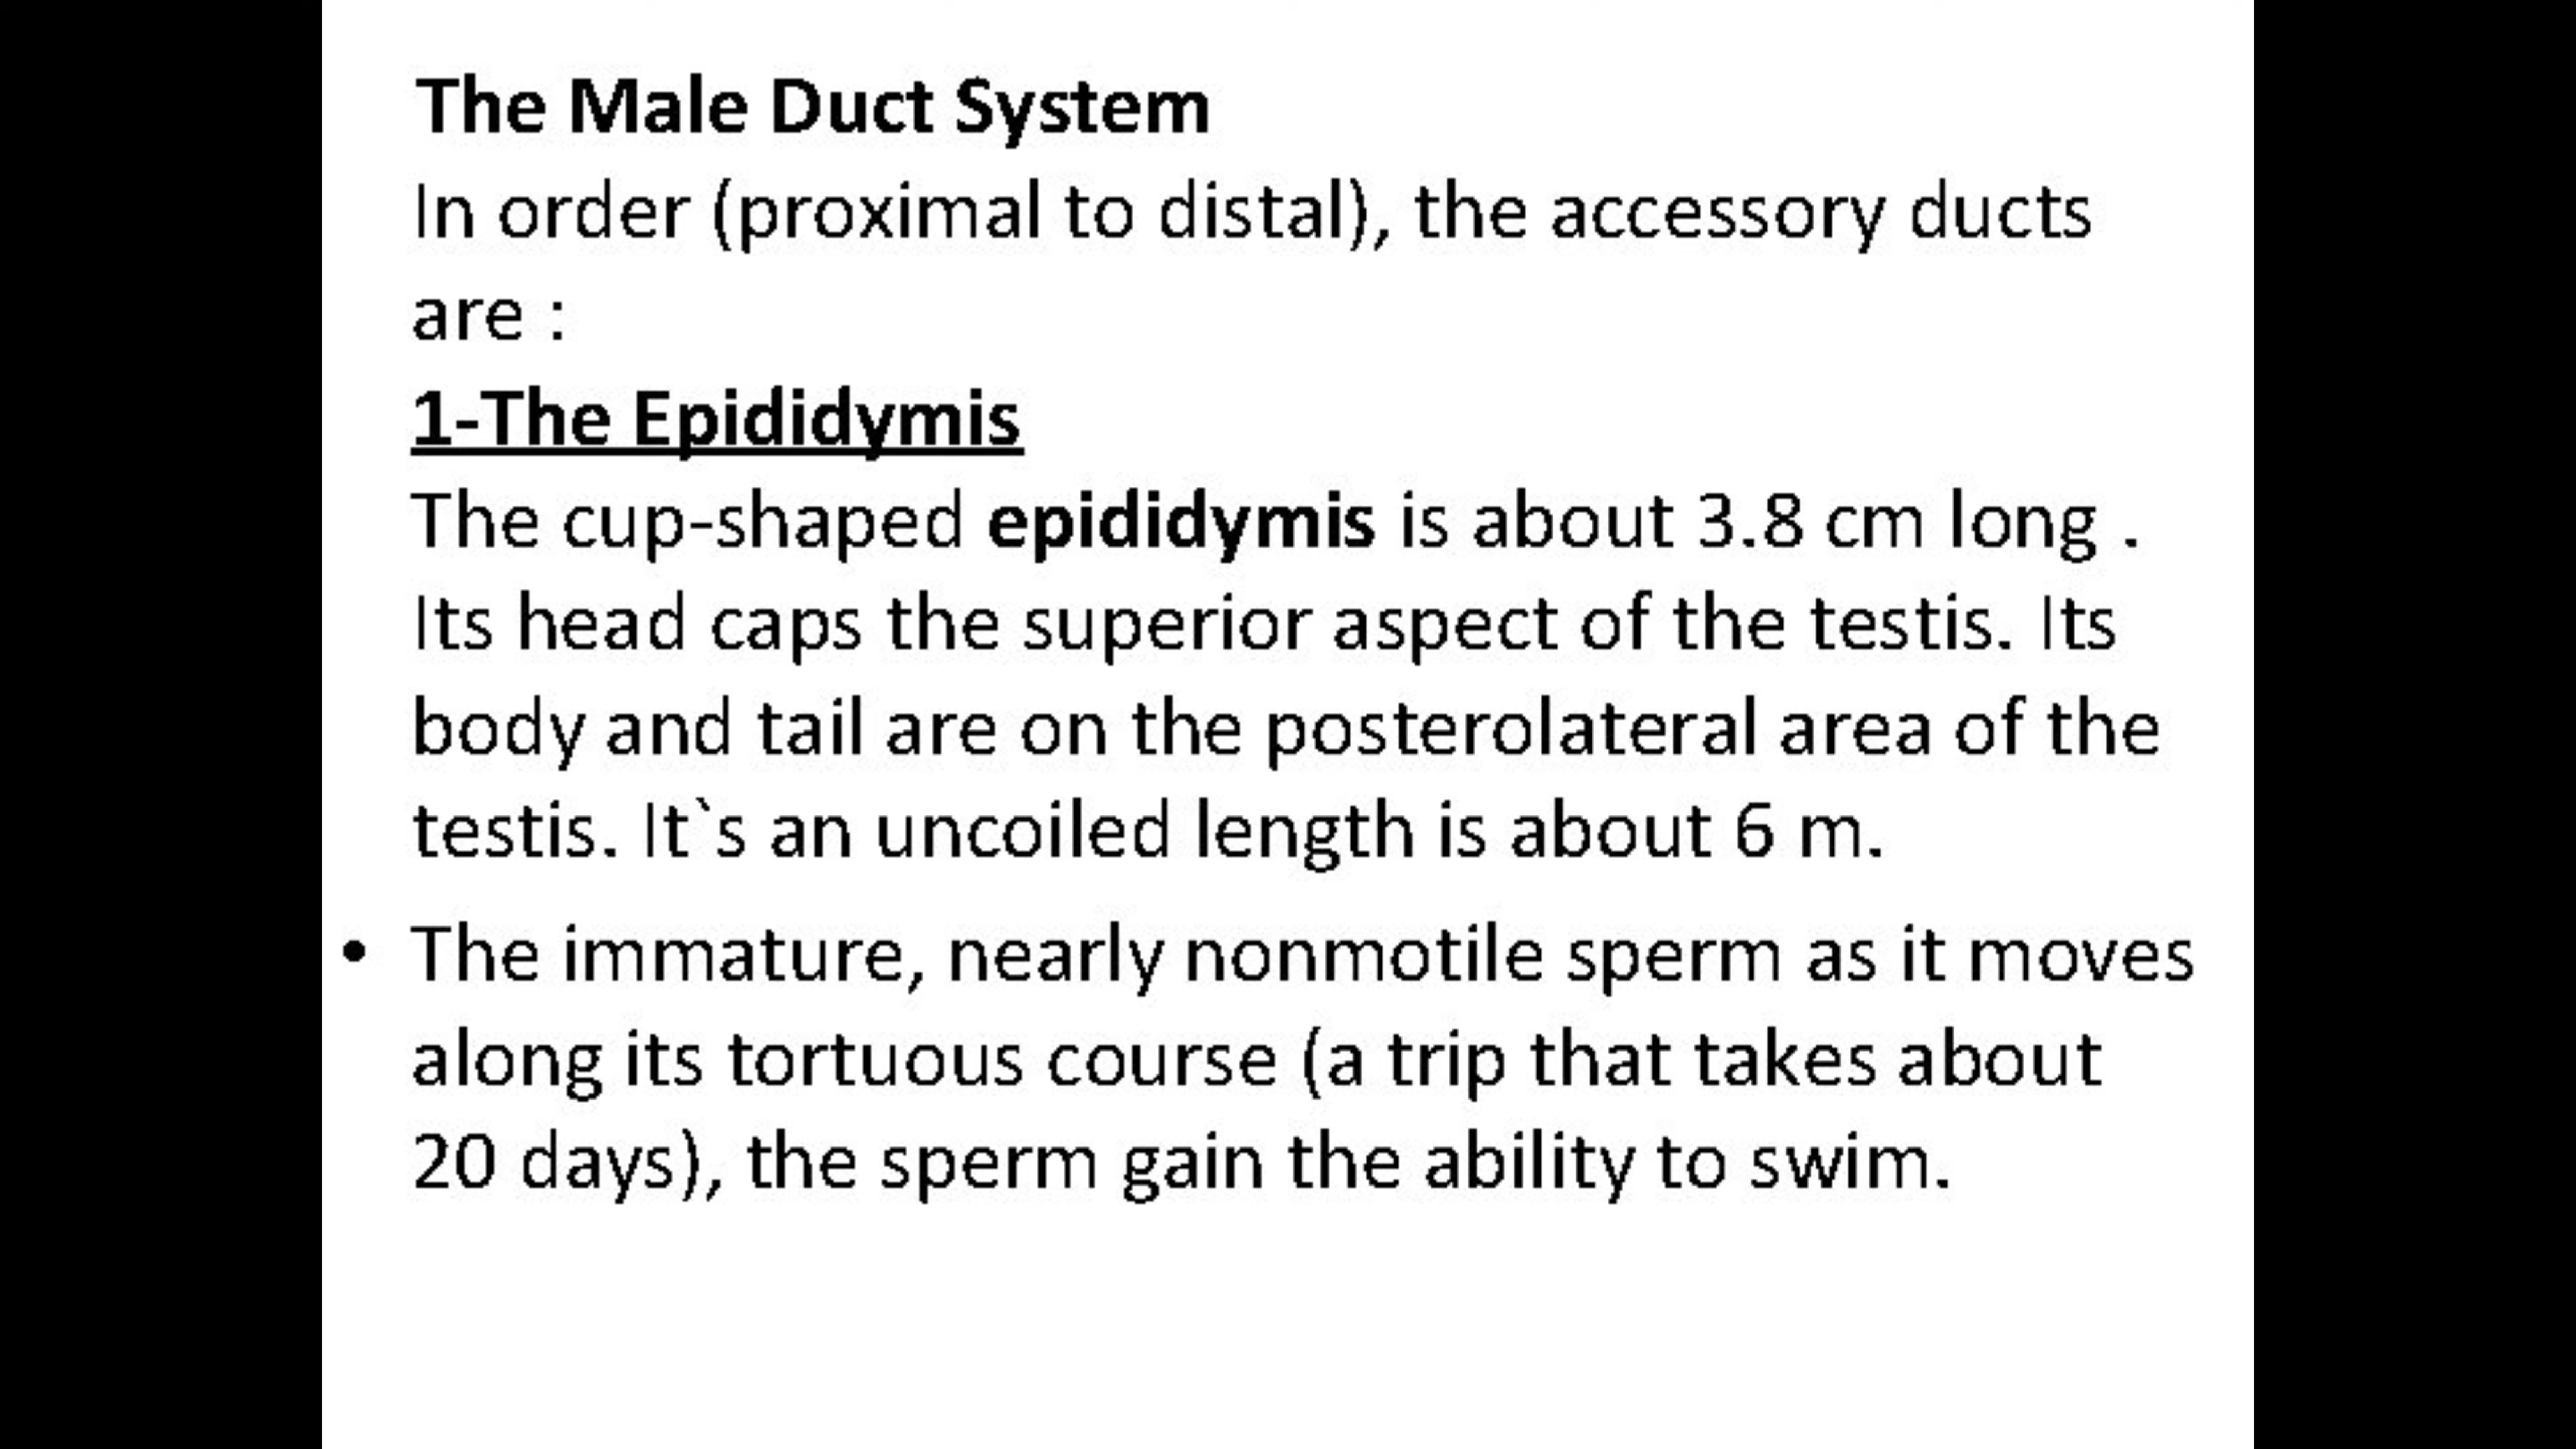 The Male Duct System
In order (proximal to distal), the accessory ducts
are :
1-The Epididymis
The cup-shaped epididymis is about 3.8 cm long .
Its head caps the superior aspect of the testis. Its
body and tail are on the posterolateral area of the
testis. It`s an uncoiled length is about 6 m.
• The immature, nearly nonmotile sperm as it moves
along its tortuous course (a trip that takes about
20 days), the sperm gain the ability to swim.